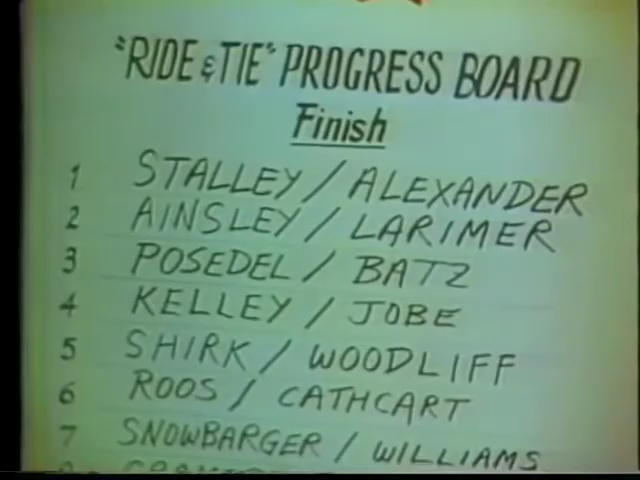 "RIDE & TIE" PROGRESS BOARD
Finish
1 STALLEY / ALEXANDER
2 AINSLEY / LARIMER
3 POSEDEL / BATZ
4 KELLEY / JOBE
5 SHIRK / WOODLIFF
6 ROOS / CATHCART
7 SNOWBARGER / WILLIAMS